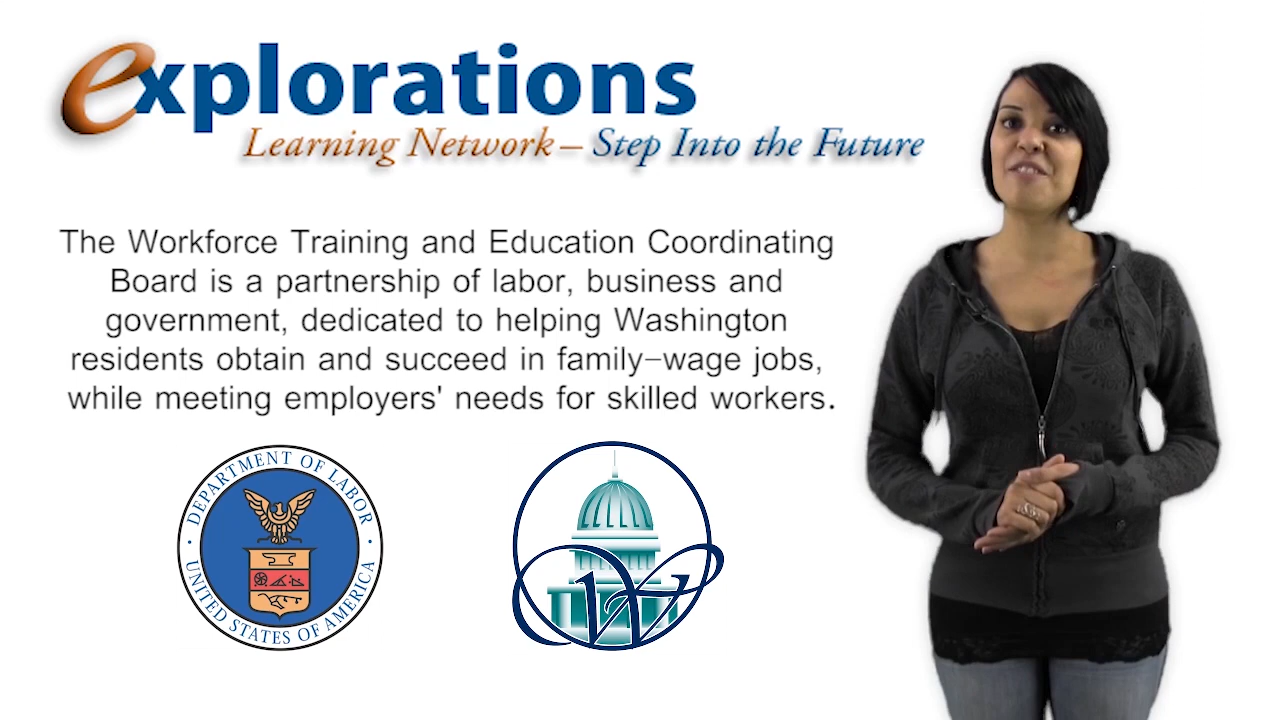 explorations
Learning Network – Step Into the Future
The Workforce Training and Education Coordinating
Board is a partnership of labor, business and
government, dedicated to helping Washington
residents obtain and succeed in family-wage jobs,
while meeting employers' needs for skilled workers.
DEPARTMENT OF LABOR
UNITED STATES OF AMERICA
W